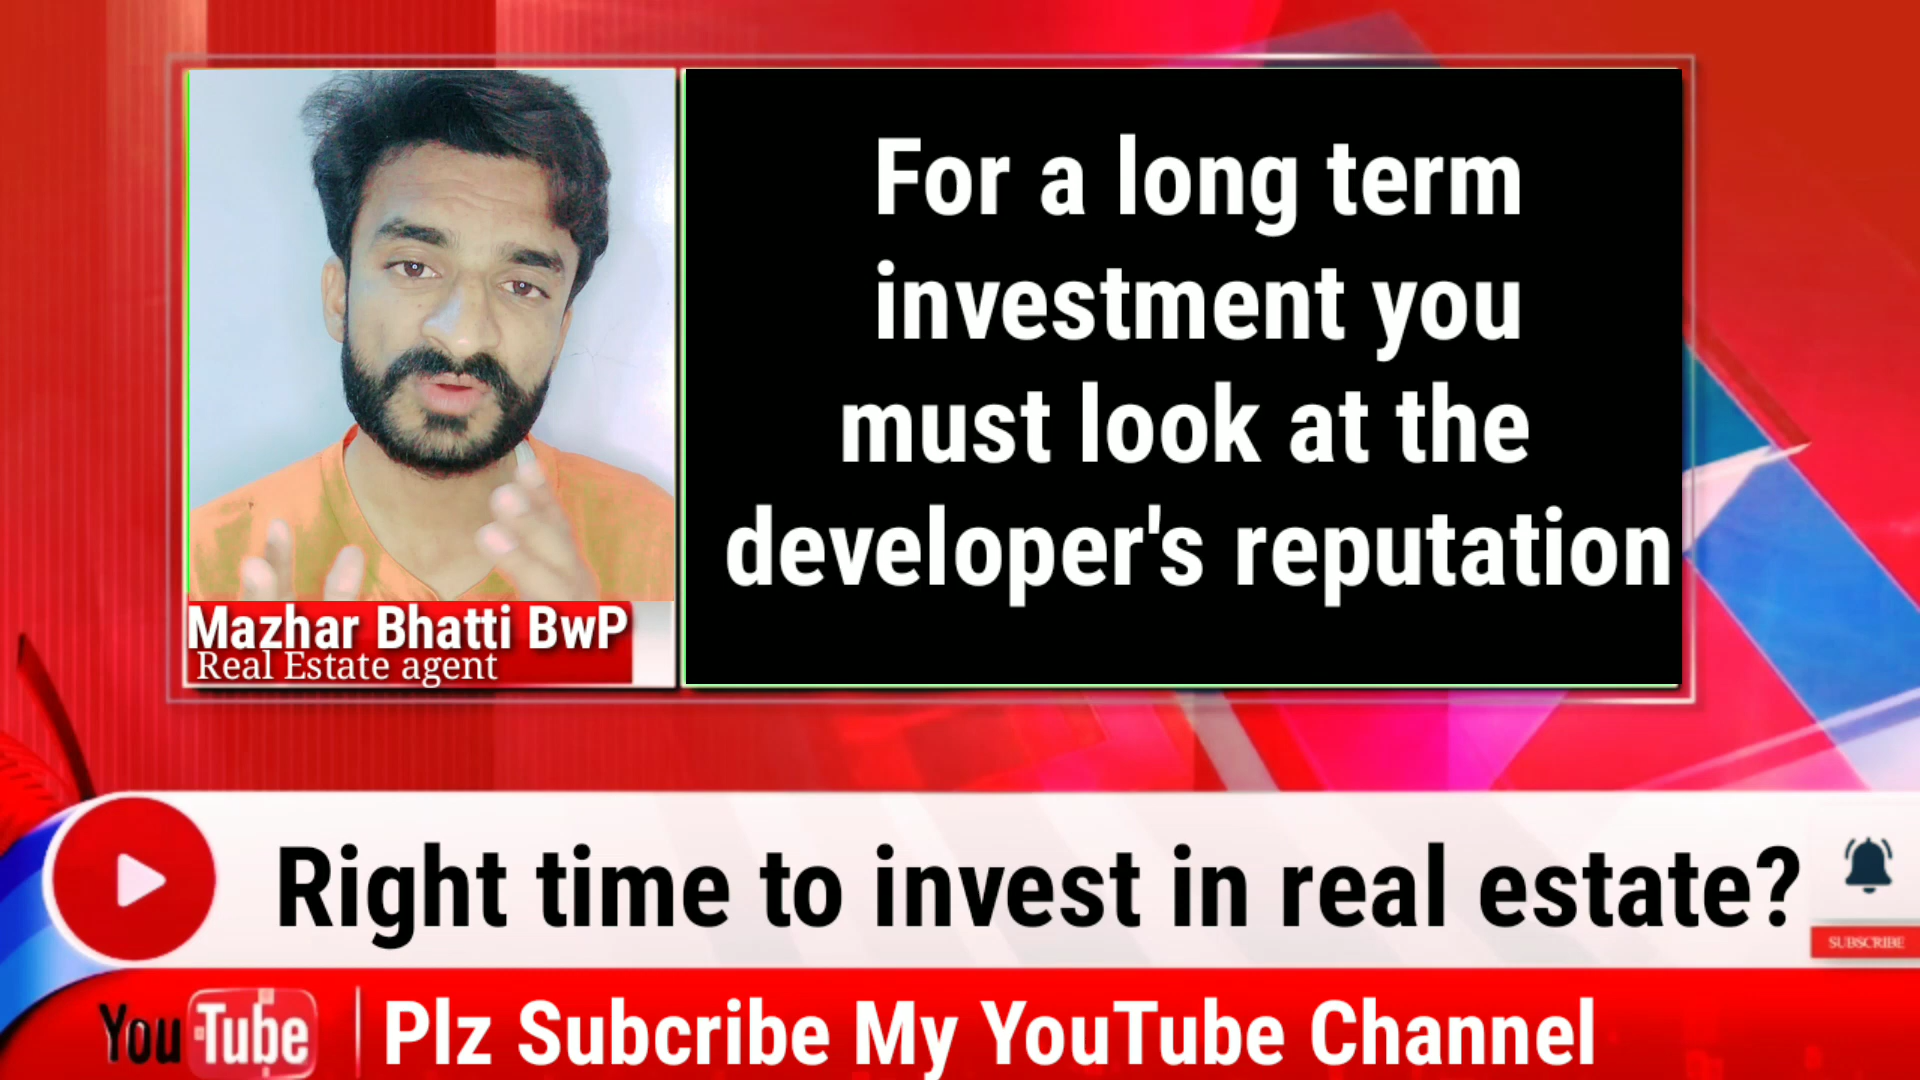 For a long term
investment you
must look at the
developer's reputation
Mazhar Bhatti BwP
Real Estate agent
Right time to invest in real estate?
SUBSCRIBE
YouTube
Plz Subcribe My YouTube Channel